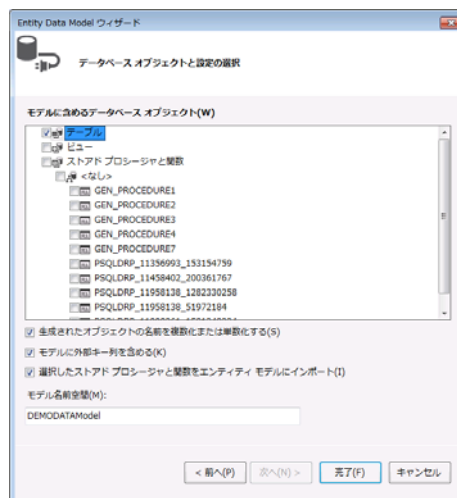 Entity Data Model ウィザード
データベース オブジェクトと設定の選択
モデルに含めるデータベース オブジェクト(W)
テーブル
ビュー
ストアド プロシージャと関数
<なし>
GEN_PROCEDURE1
GEN_PROCEDURE2
GEN_PROCEDURE3
GEN_PROCEDURE4
GEN_PROCEDURE7
PSQLDRP_11356993_153154759
PSQLDRP_11458402_200361767
PSQLDRP_11958138_1282330258
PSQLDRP_11958138_51972184
生成されたオブジェクトの名前を複数化または単数化する(S)
モデルに外部キー列を含める(K)
選択したストアド プロシージャと関数をエンティティ モデルにインポート(I)
モデル名前空間(M):
DEMODATAModel
< 前へ(P) 次へ(N) > 完了(F) キャンセル